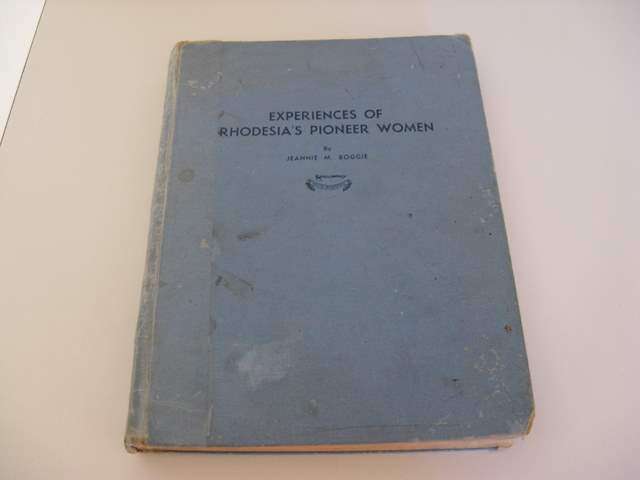 EXPERIENCES OF
RHODESIA'S PIONEER WOMEN
By
JEANNIE M. BOGGIE